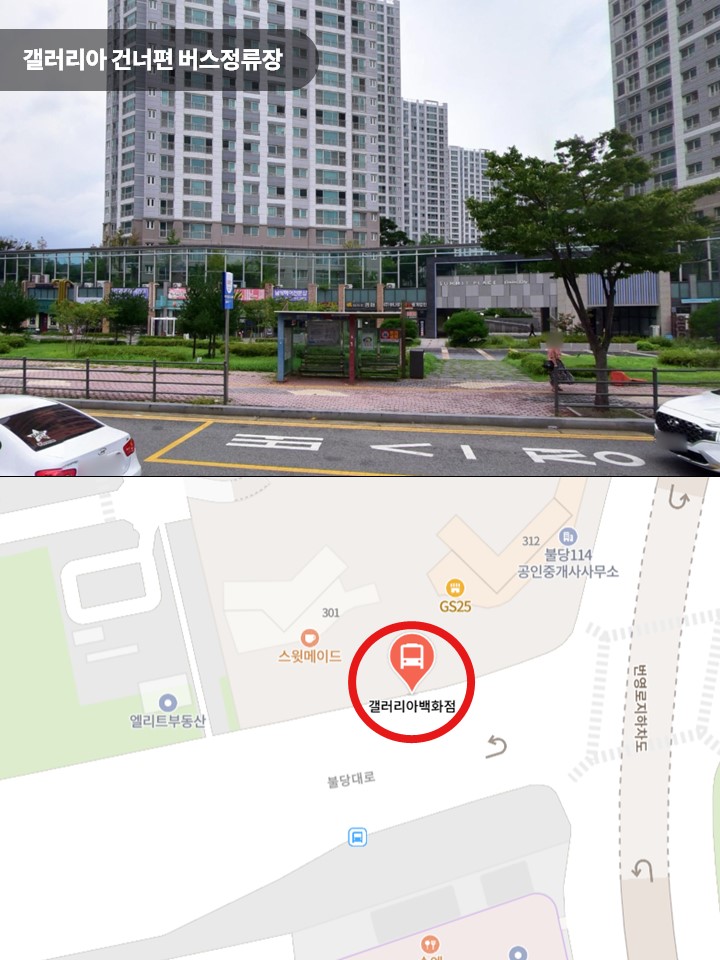 갤러리아 건너편 버스정류장
버스정
312
불당114
공인중개사사무소
GS25
301
스윗메이드
갤러리아백화점
엘리트부동산
번영로지하차도
불당대로